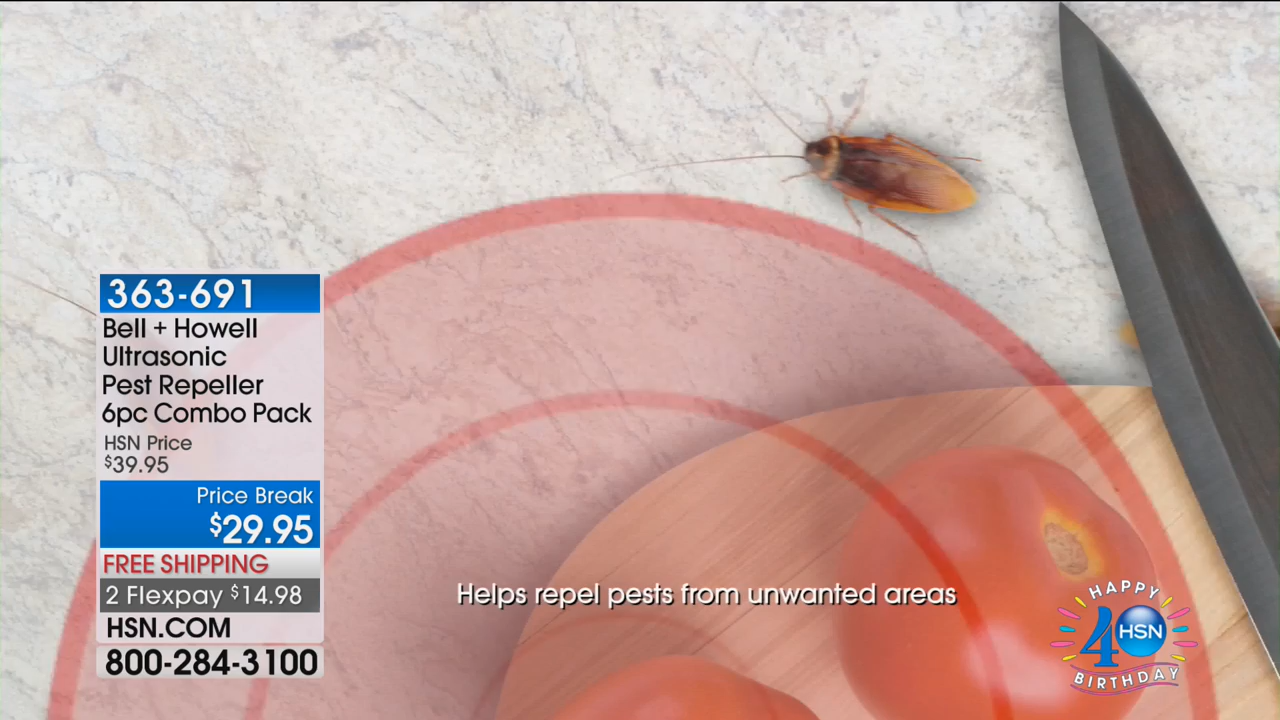 363-691
Bell + Howell
Ultrasonic
Pest Repeller
6pc Combo Pack
HSN Price
$39.95
Price Break
$29.95
FREE SHIPPING
2 Flexpay $14.98
HSN.COM
800-284-3100
Helps repel pests from unwanted areas
HAPPY
40 HSN
BIRTHDAY